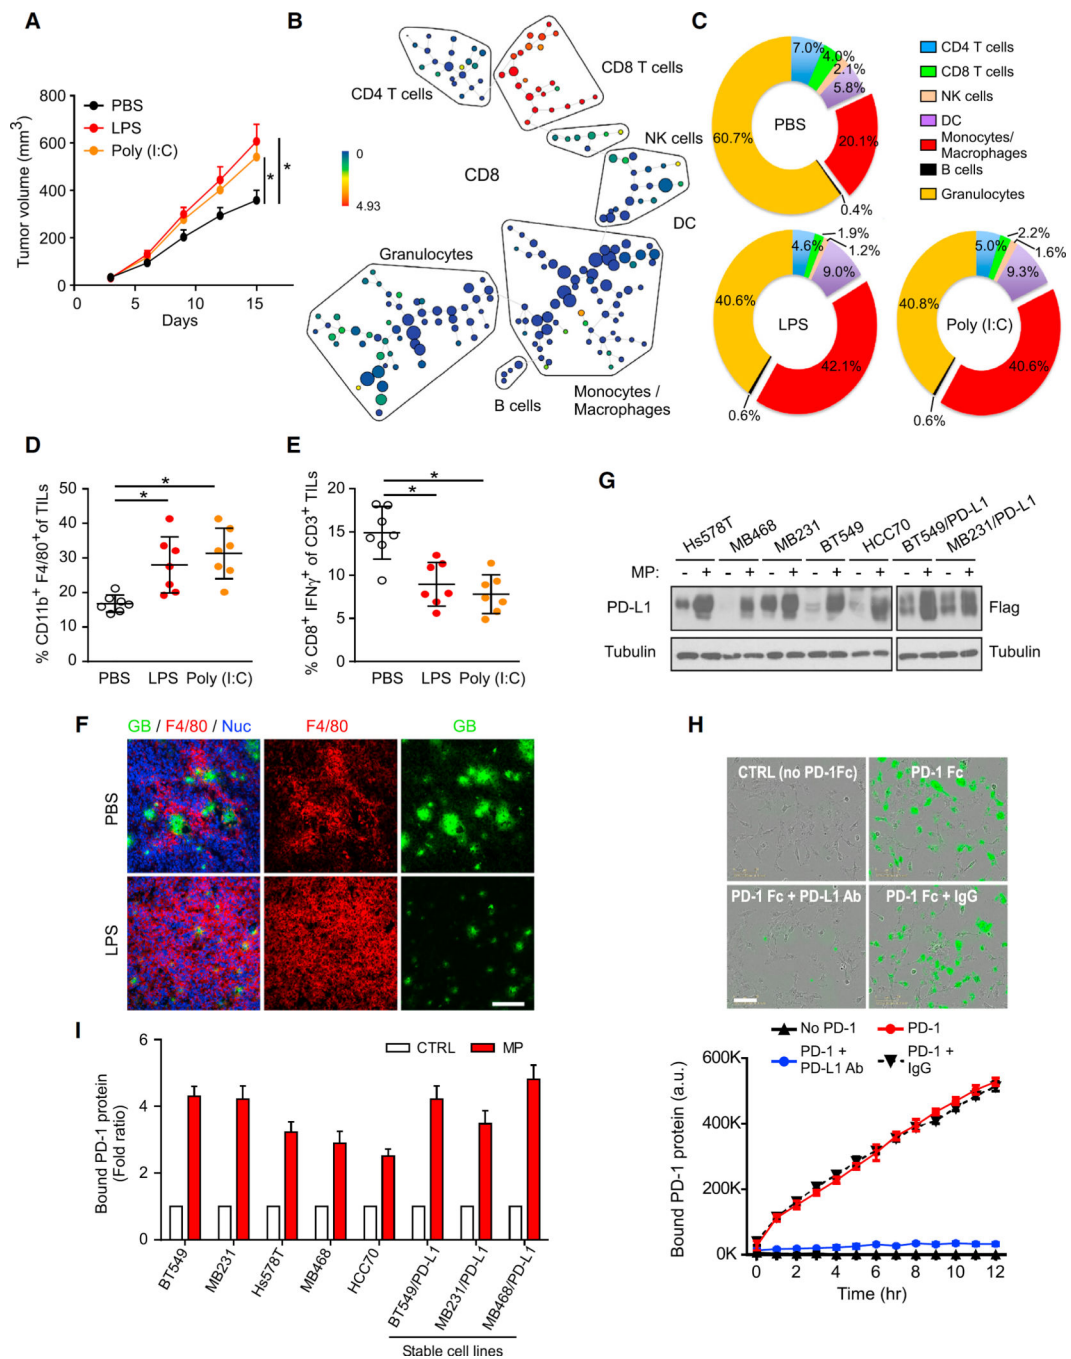 A
Tumor volume (mm3)
800
600
400
200
0
PBS
LPS
Poly (I:C)
*
*
0
5
10
15
Days
B
CD4 T cells
CD8 T cells
NK cells
DC
CD8
0
4.93
Granulocytes
B cells
Monocytes /
Macrophages
C
7.0%
4.0%
2.1%
5.8%
20.1%
0.4%
60.7%
PBS
CD4 T cells
CD8 T cells
NK cells
DC
Monocytes/
Macrophages
B cells
Granulocytes
4.6%
1.9%
1.2%
9.0%
42.1%
0.6%
40.6%
LPS
5.0%
2.2%
1.6%
9.3%
40.6%
0.6%
40.8%
Poly (I:C)
D
% CD11b+ F4/80+of TILs
50
40
30
20
10
0
*
*
PBS
LPS
Poly (I:C)
E
% CD8+ IFNγ+ of CD3+ TILs
20
15
10
5
0
*
*
PBS
LPS
Poly (I:C)
G
Hs578T
MB468
MB231
BT549
HCC70
BT549/PD-L1
MB231/PD-L1
MP:
- + - + - + - + - + - + - +
PD-L1
Flag
Tubulin
Tubulin
F
GB / F4/80 / Nuc
F4/80
GB
PBS
LPS
H
CTRL (no PD-1Fc)
PD-1 Fc
PD-1 Fc + PD-L1 Ab
PD-1 Fc + IgG
No PD-1
PD-1
PD-1 +
PD-L1 Ab
PD-1 +
IgG
Bound PD-1 protein (a.u.)
600K
400K
200K
0K
0
2
4
6
8
10
12
Time (hr)
I
Bound PD-1 protein
(Fold ratio)
6
4
2
0
CTRL
MP
BT549
MB231
Hs578T
MB468
HCC70
BT549/PD-L1
MB231/PD-L1
MB468/PD-L1
Stable cell lines